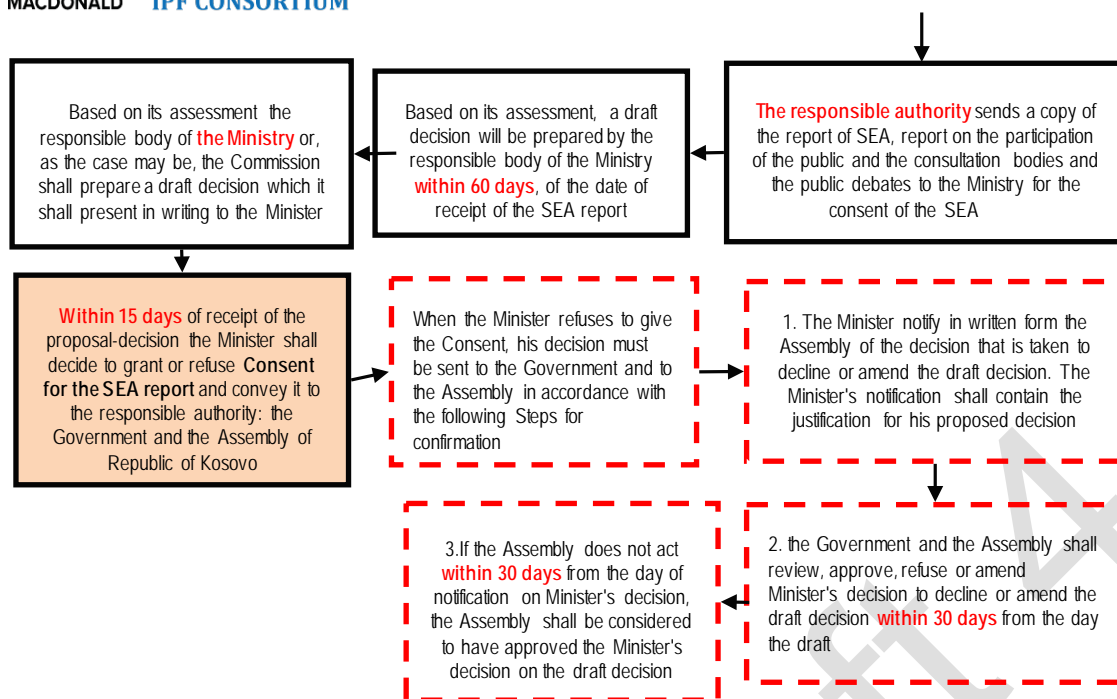 MACDONALD IPF CONSORTIUM
The responsible authority sends a copy of
the report of SEA, report on the participation
of the public and the consultation bodies and
the public debates to the Ministry for the
consent of the SEA
Based on its assessment, a draft
decision will be prepared by the
responsible body of the Ministry
within 60 days, of the date of
receipt of the SEA report
Based on its assessment the
responsible body of the Ministry or,
as the case may be, the Commission
shall prepare a draft decision which it
shall present in writing to the Minister
Within 15 days of receipt of the
proposal-decision the Minister shall
decide to grant or refuse Consent
for the SEA report and convey it to
the responsible authority: the
Government and the Assembly of
Republic of Kosovo
When the Minister refuses to give
the Consent, his decision must
be sent to the Government and to
the Assembly in accordance with
the following Steps for
confirmation
1. The Minister notify in written form the
Assembly of the decision that is taken to
decline or amend the draft decision. The
Minister's notification shall contain the
justification for his proposed decision
2. the Government and the Assembly shall
review, approve, refuse or amend
Minister's decision to decline or amend the
draft decision within 30 days from the day
the draft
3.If the Assembly does not act
within 30 days from the day of
notification on Minister's decision,
the Assembly shall be considered
to have approved the Minister's
decision on the draft decision
ft 4